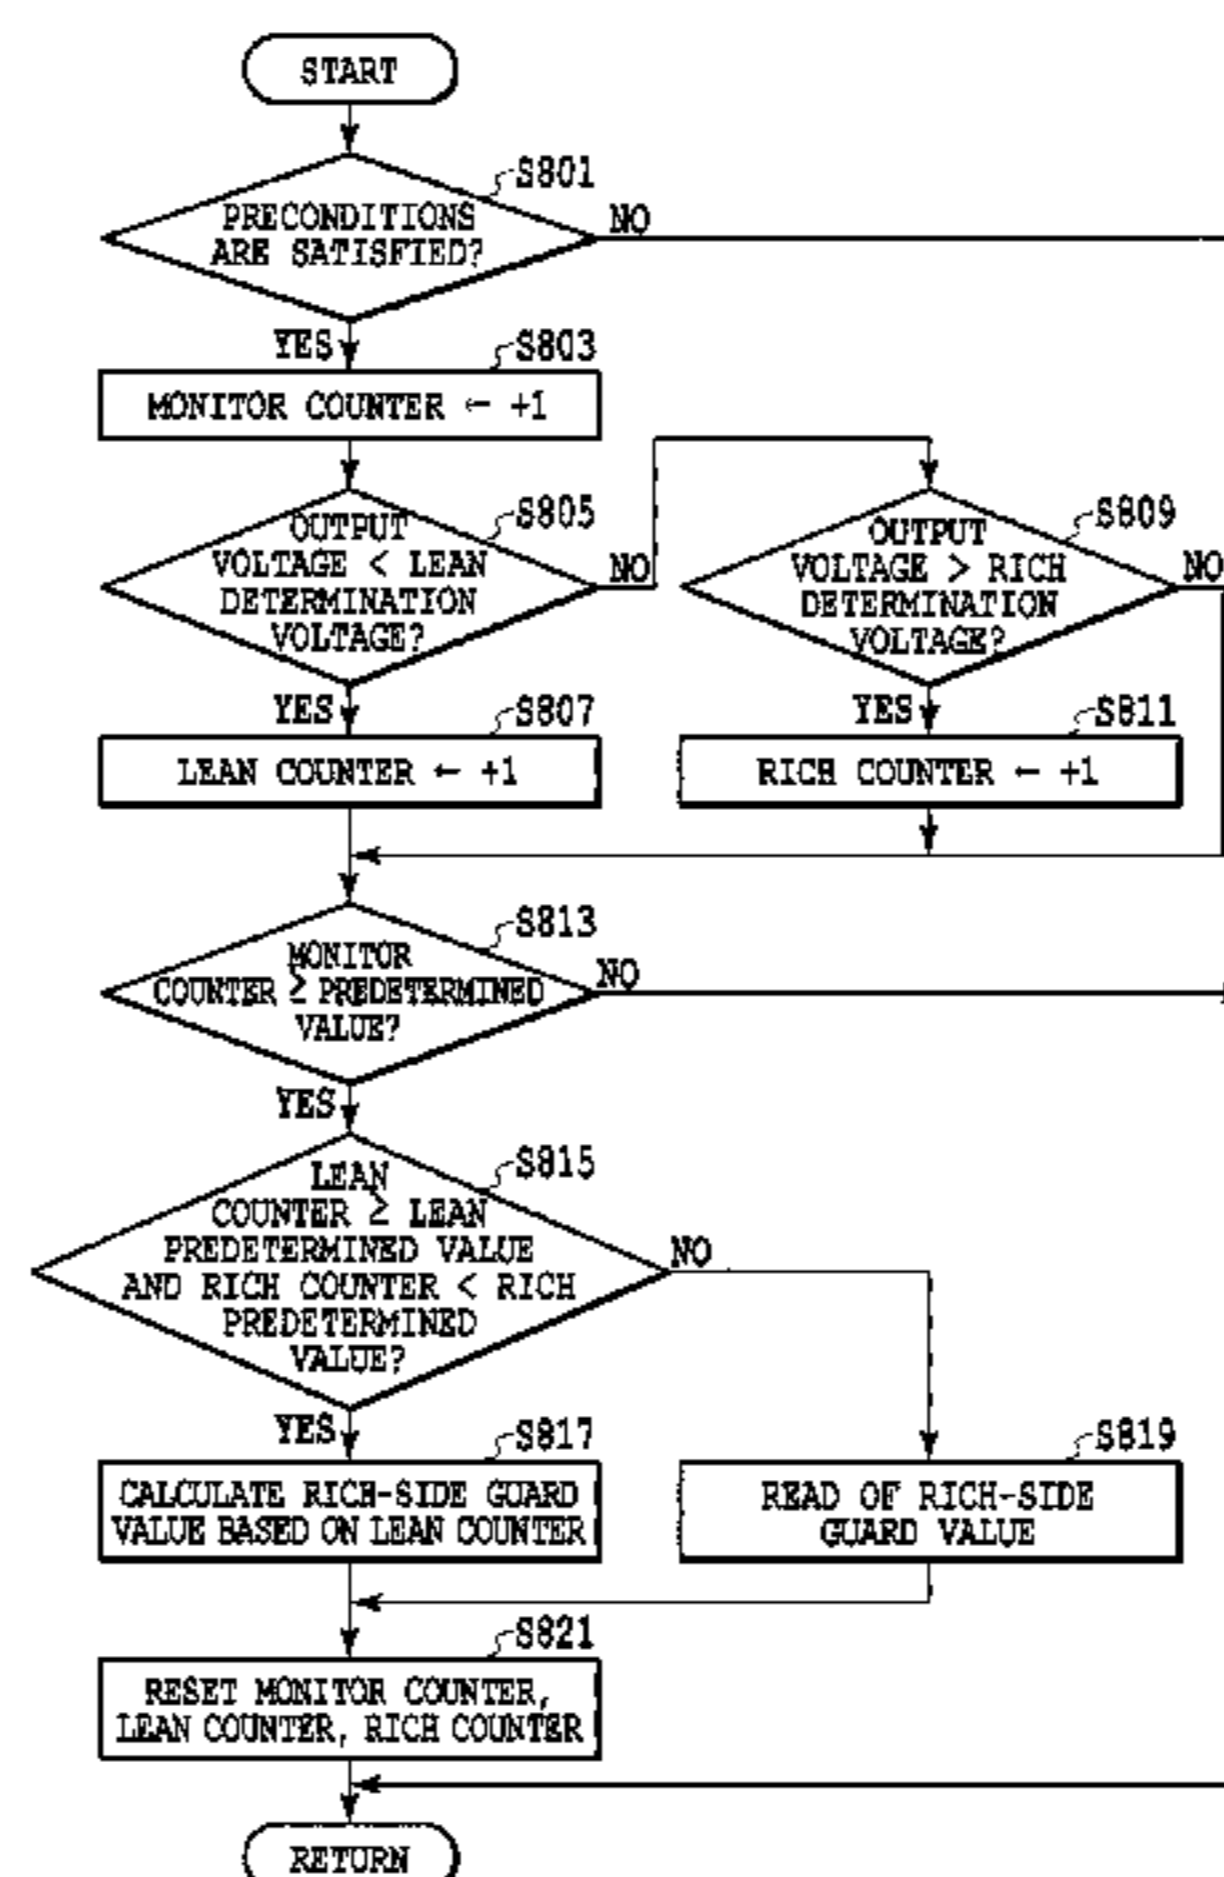 START
S801
PRECONDITIONS
ARE SATISFIED?
NO
YES
S803
MONITOR COUNTER ← +1
S805
OUTPUT
VOLTAGE < LEAN
DETERMINATION
VOLTAGE?
NO
S809
OUTPUT
VOLTAGE > RICH
DETERMINATION
VOLTAGE?
NO
YES
S807
LEAN COUNTER ← +1
YES
S811
RICH COUNTER ← +1
S813
MONITOR
COUNTER ≥ PREDETERMINED
VALUE?
NO
YES
S815
LEAN
COUNTER ≥ LEAN
PREDETERMINED VALUE
AND RICH COUNTER < RICH
PREDETERMINED
VALUE?
NO
YES
S817
CALCULATE RICH-SIDE GUARD
VALUE BASED ON LEAN COUNTER
S819
READ OF RICH-SIDE
GUARD VALUE
S821
RESET MONITOR COUNTER,
LEAN COUNTER, RICH COUNTER
RETURN